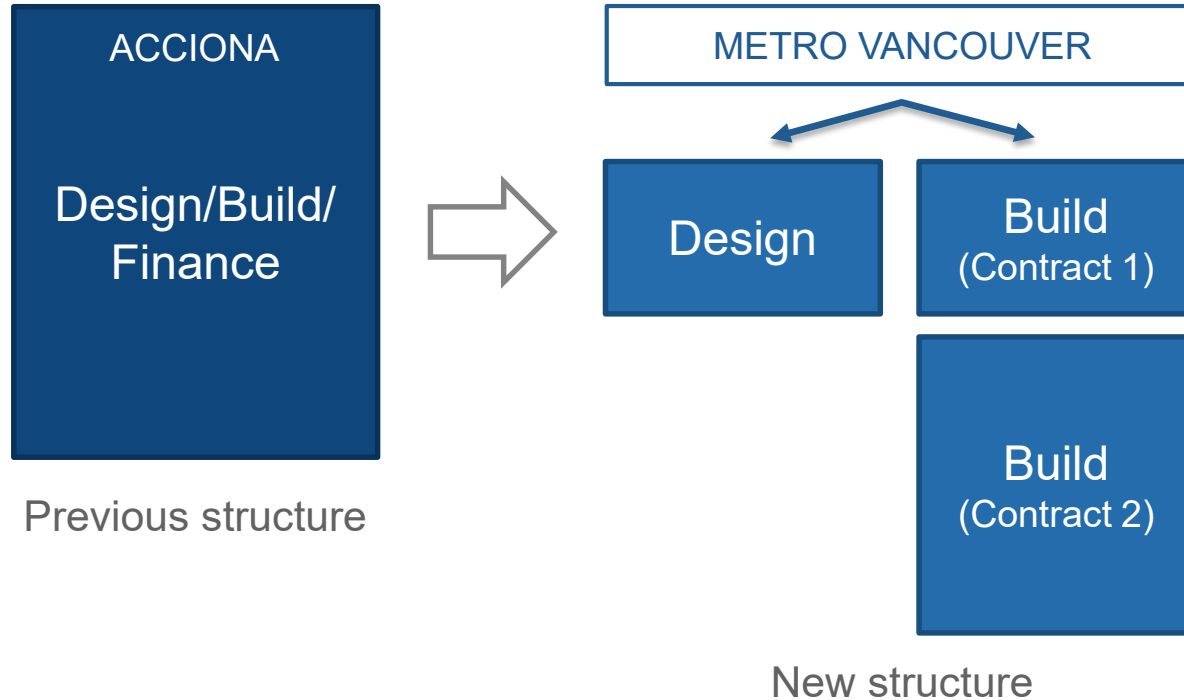 ACCIONA
Design/Build/
Finance
Previous structure
METRO VANCOUVER
Design
Build
(Contract 1)
Build
(Contract 2)
New structure